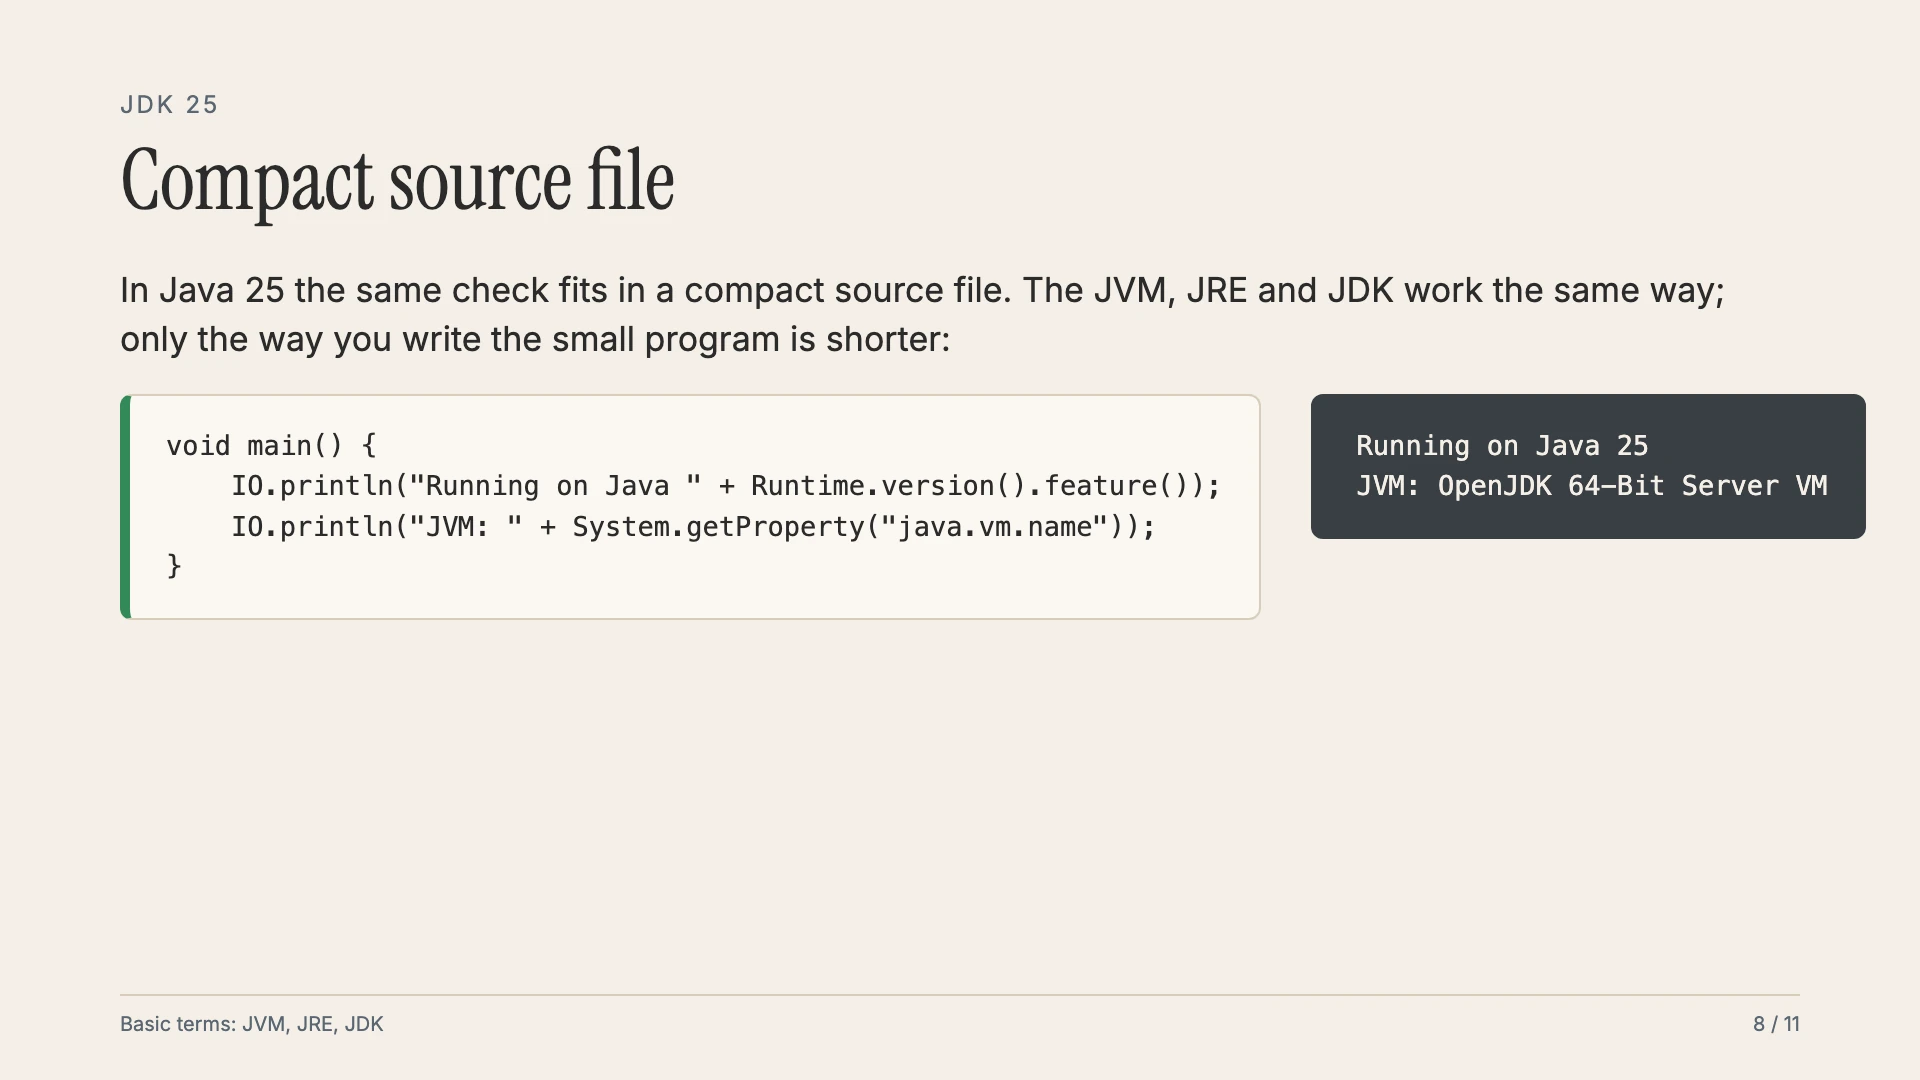 JDK 25
Compact source file
In Java 25 the same check fits in a compact source file. The JVM, JRE and JDK work the same way;
only the way you write the small program is shorter:
void main() {
    IO.println("Running on Java " + Runtime.version().feature());
    IO.println("JVM: " + System.getProperty("java.vm.name"));
}
Running on Java 25
JVM: OpenJDK 64-Bit Server VM
Basic terms: JVM, JRE, JDK
8 / 11